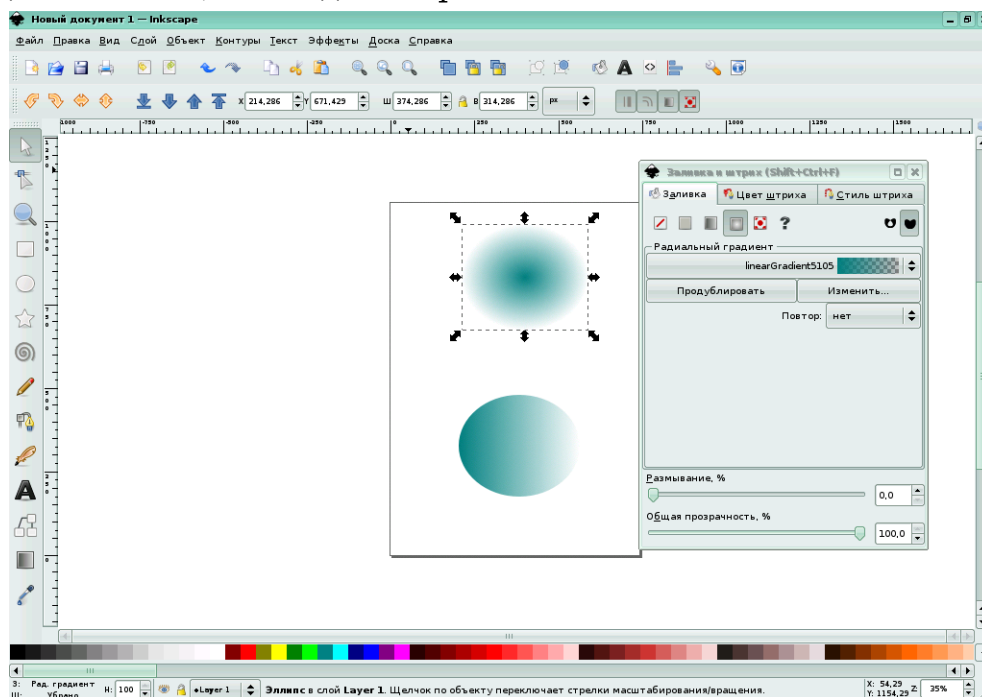 Новый документ 1 — Inkscape
Файл Правка Вид Слой Объект Контуры Текст Эффекты Доска Справка
X 214,286 Y 671,429 Ш 374,286 В 314,286 px
Заливка и штрих (Shift+Ctrl+F)
Заливка Цвет штриха Стиль штриха
?
Радиальный градиент
linearGradient5105
Продублировать Изменить...
Повтор: нет
Размывание, %
0,0
Общая прозрачность, %
100,0
З: Рад. градиент Н: 100 •Layer 1 Эллипс в слой Layer 1. Щелчок по объекту переключает стрелки масштабирования/вращения. X: 54,29 Z: 35%
Ш: Убрано Y: 1154,29